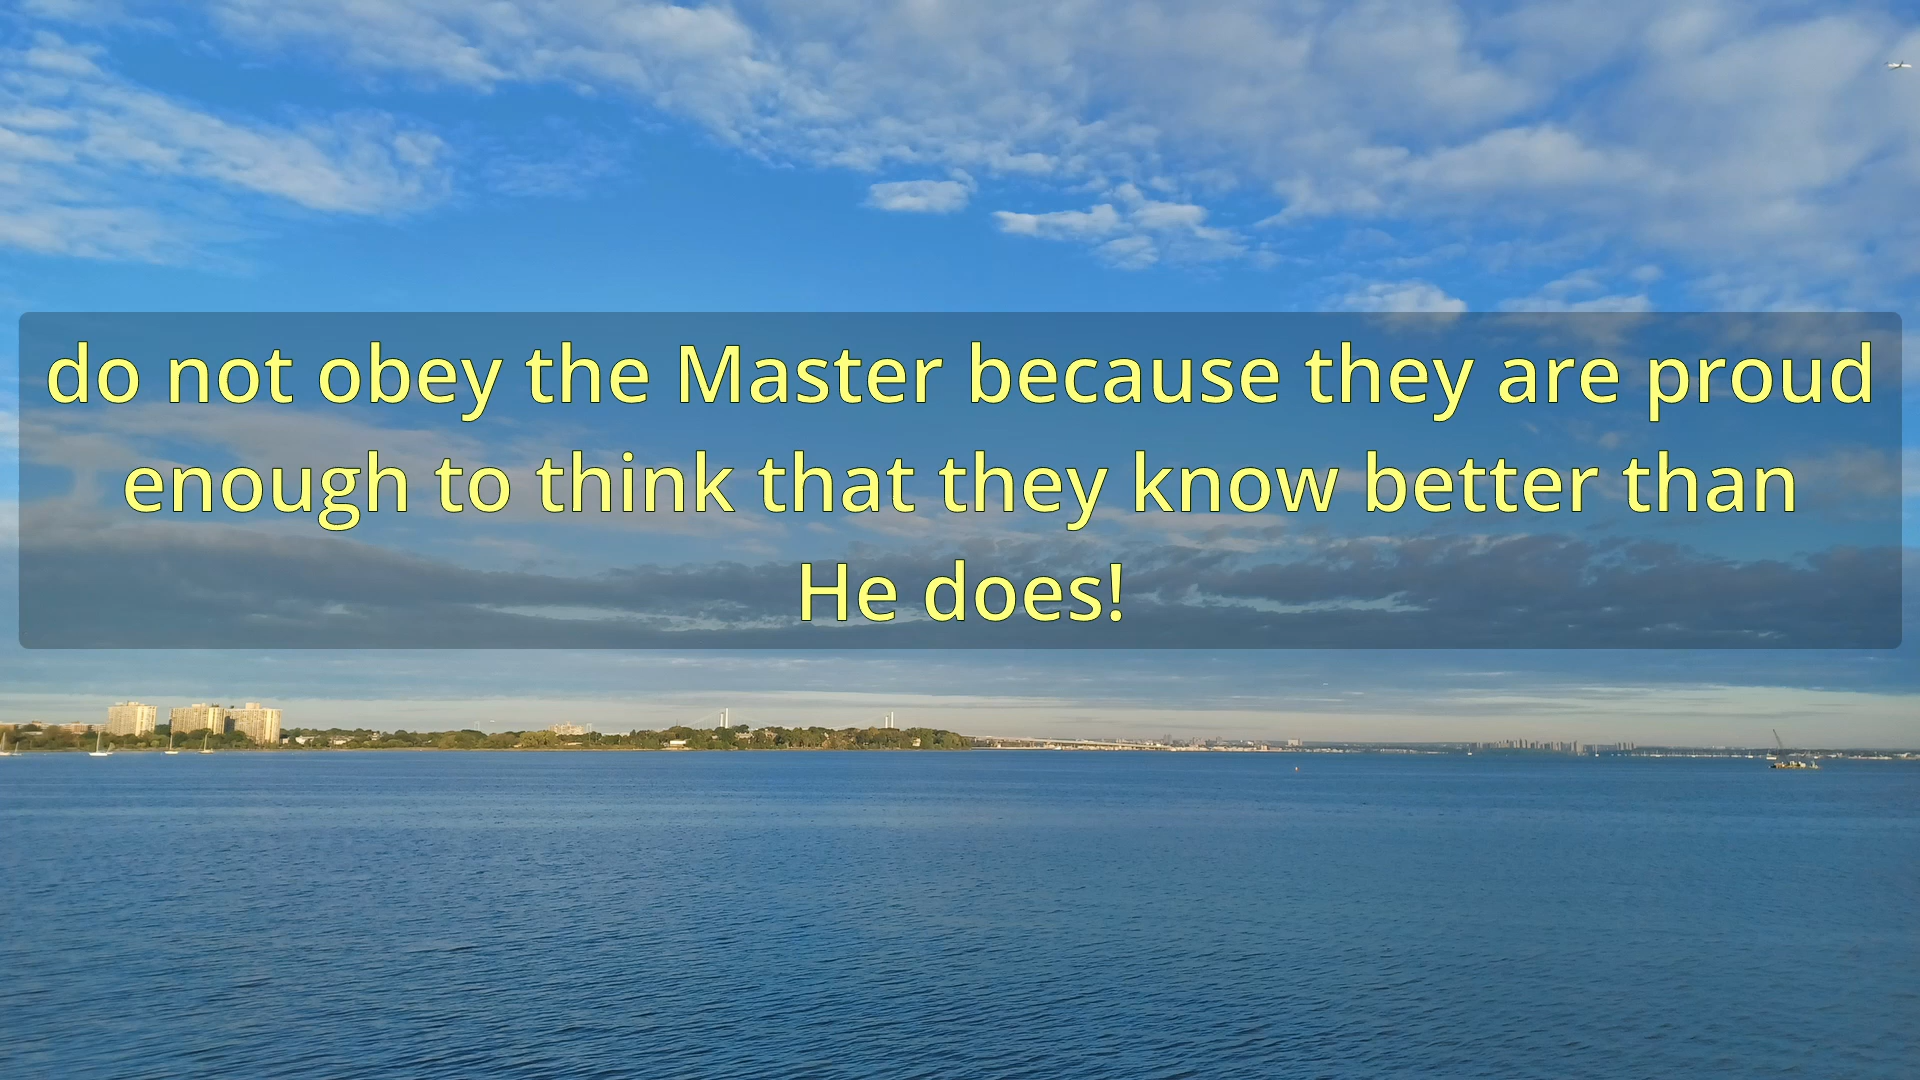 do not obey the Master because they are proud
enough to think that they know better than
He does!